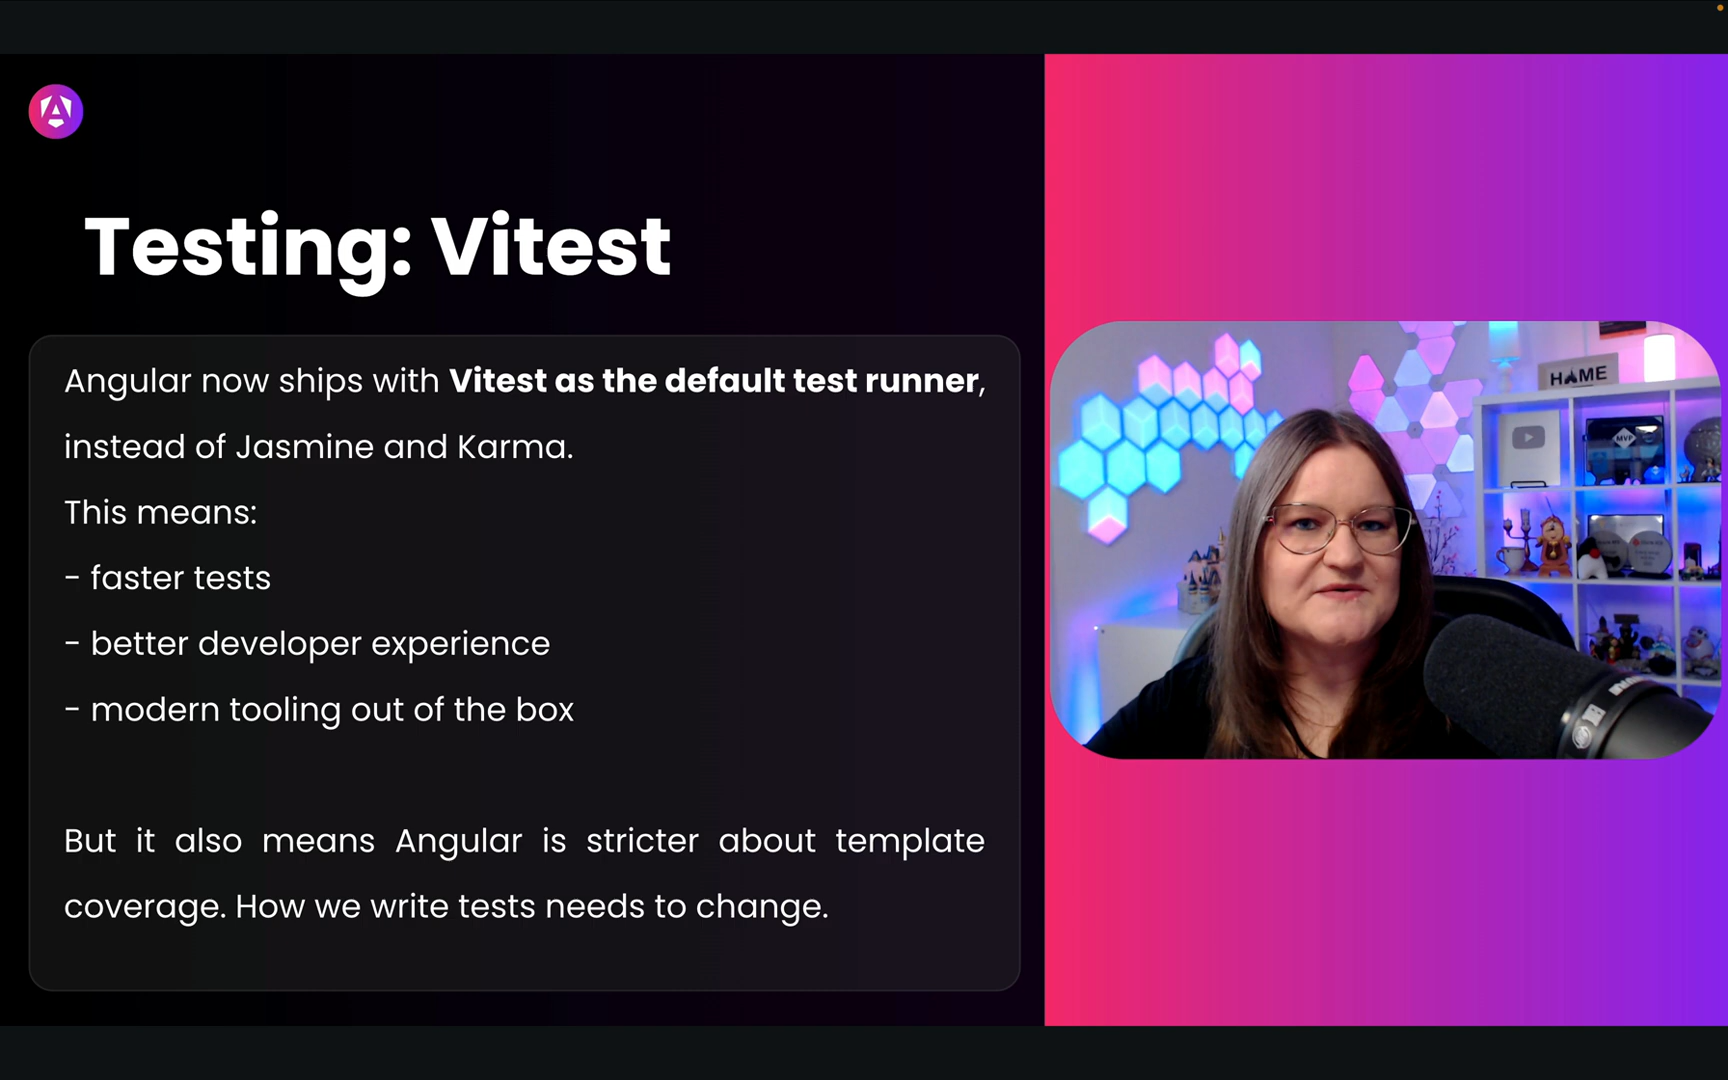 Testing: Vitest
Angular now ships with Vitest as the default test runner,
instead of Jasmine and Karma.
This means:
- faster tests
- better developer experience
- modern tooling out of the box
But it also means Angular is stricter about template
coverage. How we write tests needs to change.
HOME
MVP